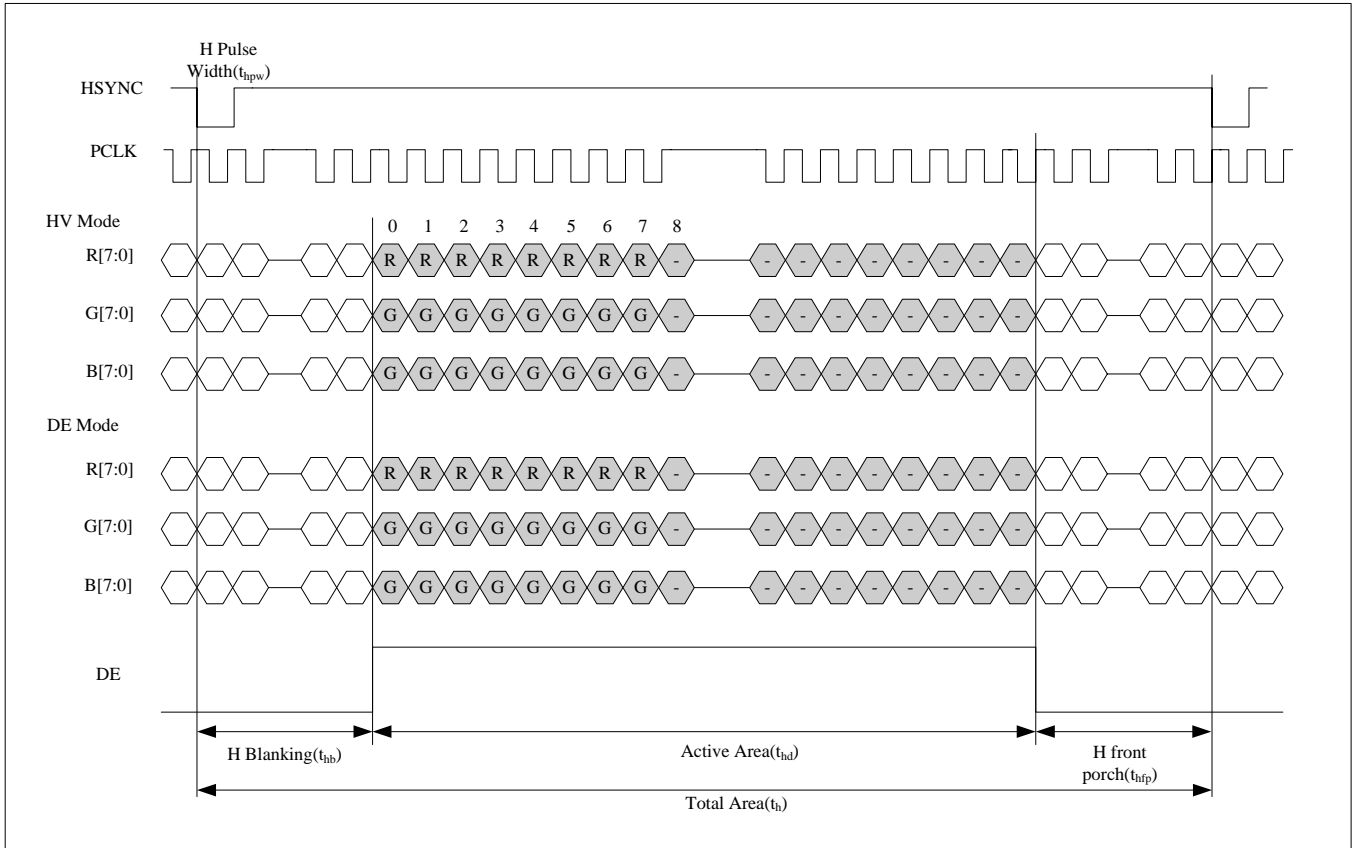 H Pulse
Width(thpw)
HSYNC
PCLK
HV Mode
0 1 2 3 4 5 6 7 8
R[7:0] R R R R R R R R - - - - - - - - -
G[7:0] G G G G G G G G - - - - - - - - -
B[7:0] G G G G G G G G - - - - - - - - -
DE Mode
R[7:0] R R R R R R R R - - - - - - - - -
G[7:0] G G G G G G G G - - - - - - - - -
B[7:0] G G G G G G G G - - - - - - - - -
DE
H Blanking(thb)
Active Area(thd)
H front
porch(thfp)
Total Area(th)